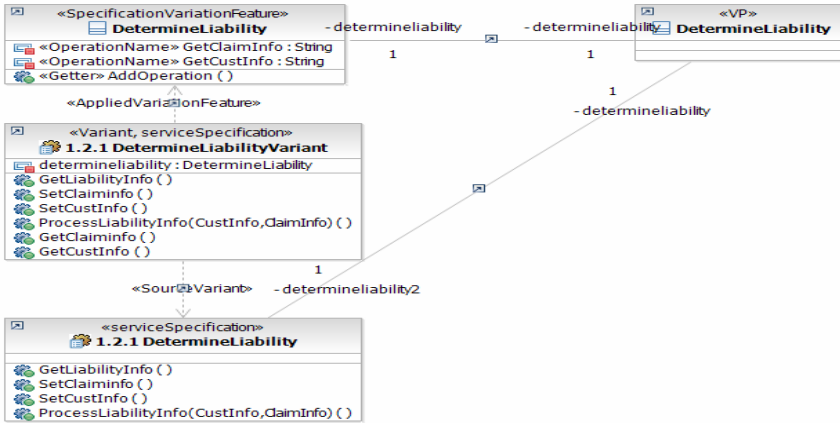 «SpecificationVariationFeature»
DetermineLiability
«OperationName» GetClaimInfo : String
«OperationName» GetCustInfo : String
«Getter» AddOperation ( )
- determineliability
1
- determineliability
1
«VP»
DetermineLiability
1
- determineliability
«AppliedVariationFeature»
«Variant, serviceSpecification»
1.2.1 DetermineLiabilityVariant
determineliability : DetermineLiability
GetLiabilityInfo ( )
SetClaiminfo ( )
SetCustInfo ( )
ProcessLiabilityInfo(CustInfo,ClaimInfo) ( )
GetClaiminfo ( )
GetCustInfo ( )
«SourceVariant»
1
- determineliability2
«serviceSpecification»
1.2.1 DetermineLiability
GetLiabilityInfo ( )
SetClaiminfo ( )
SetCustInfo ( )
ProcessLiabilityInfo(CustInfo,ClaimInfo) ( )